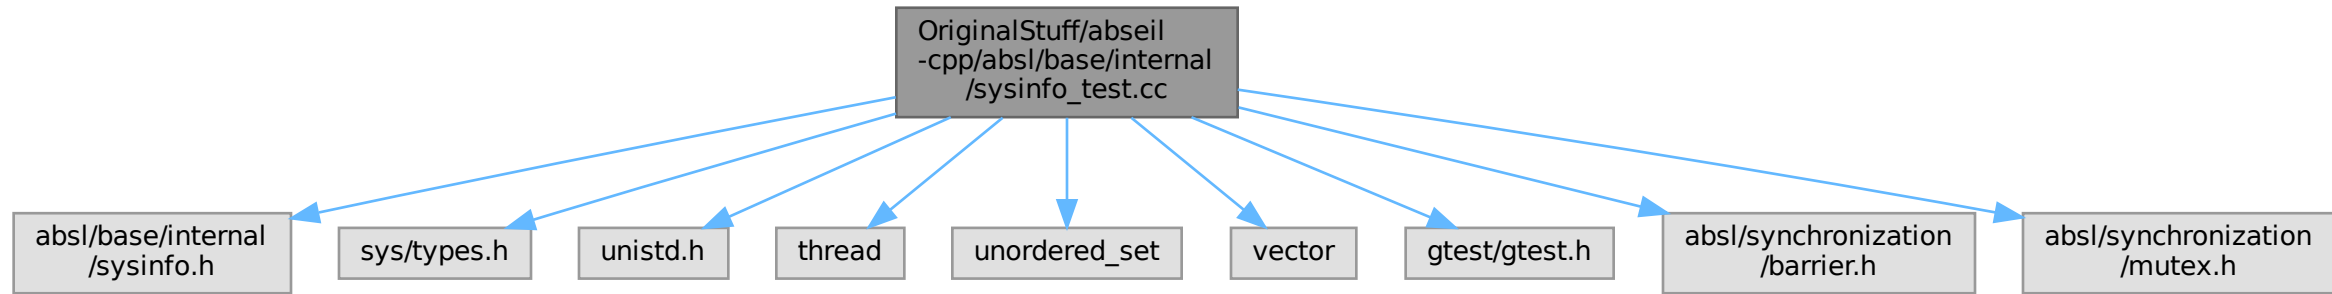 OriginalStuff/abseil
-cpp/absl/base/internal
/sysinfo_test.cc
absl/base/internal
/sysinfo.h
sys/types.h
unistd.h
thread
unordered_set
vector
gtest/gtest.h
absl/synchronization
/barrier.h
absl/synchronization
/mutex.h